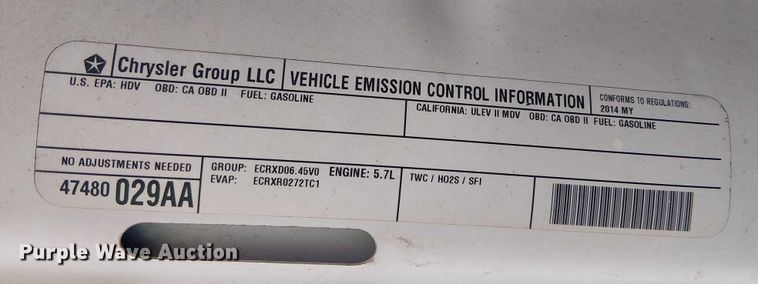 Chrysler Group LLC
VEHICLE EMISSION CONTROL INFORMATION
CONFORMS TO REGULATIONS:
2014 MY
U.S. EPA: HDV OBD: CA OBD II FUEL: GASOLINE
CALIFORNIA: ULEV II MDV OBD: CA OBD II FUEL: GASOLINE
NO ADJUSTMENTS NEEDED
47480 029AA
GROUP: ECRXD06.45V0 ENGINE: 5.7L
EVAP: ECRXR0272TC1
TWC / HO2S / SFI
Purple Wave Auction